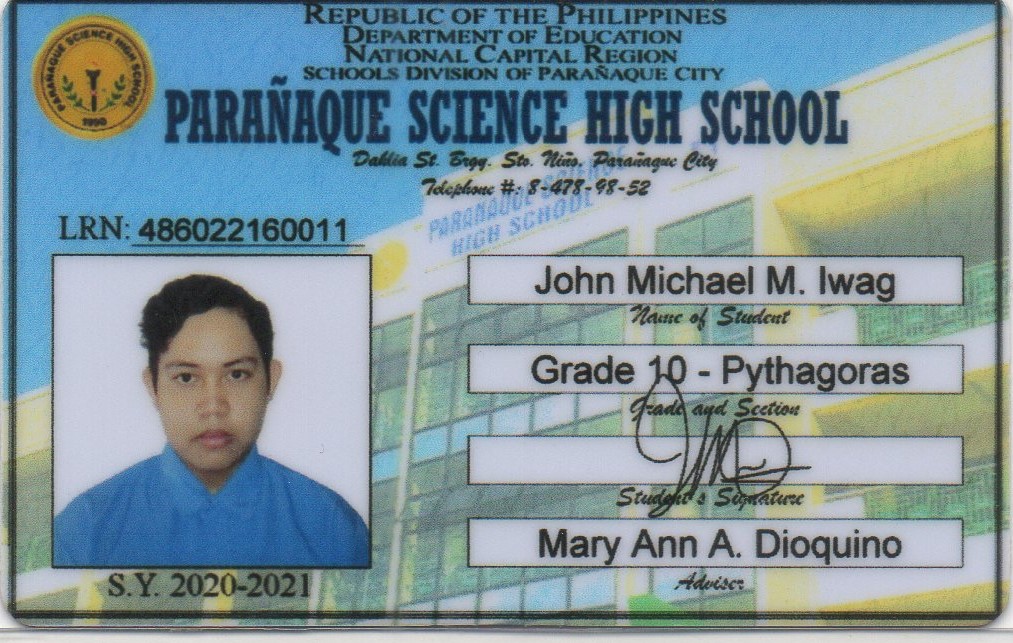 REPUBLIC OF THE PHILIPPINES
DEPARTMENT OF EDUCATION
NATIONAL CAPITAL REGION
SCHOOLS DIVISION OF PARAÑAQUE CITY
PARAÑAQUE SCIENCE HIGH SCHOOL
1990
PARAÑAQUE SCIENCE HIGH SCHOOL
Dahlia St. Brgy. Sto. Niño, Parañaque City
Telephone #: 8-478-98-52
PARAÑAQUE SCIENCE
HIGH SCHOOL
LRN: 486022160011
John Michael M. Iwag
Name of Student
Grade 10 - Pythagoras
Grade and Section
Student's Signature
Mary Ann A. Dioquino
Adviser
S.Y. 2020-2021